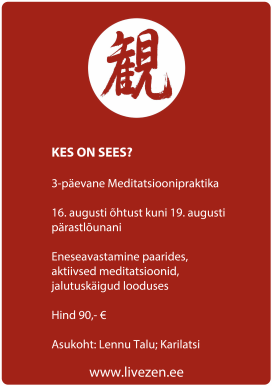 観
KES ON SEES?
3-päevane Meditatsioonipraktika
16. augusti õhtust kuni 19. augusti
pärastlõunani
Eneseavastamine paarides,
aktiivsed meditatsioonid,
jalutuskäigud looduses
Hind 90,- €
Asukoht: Lennu Talu; Karilatsi
www.livezen.ee